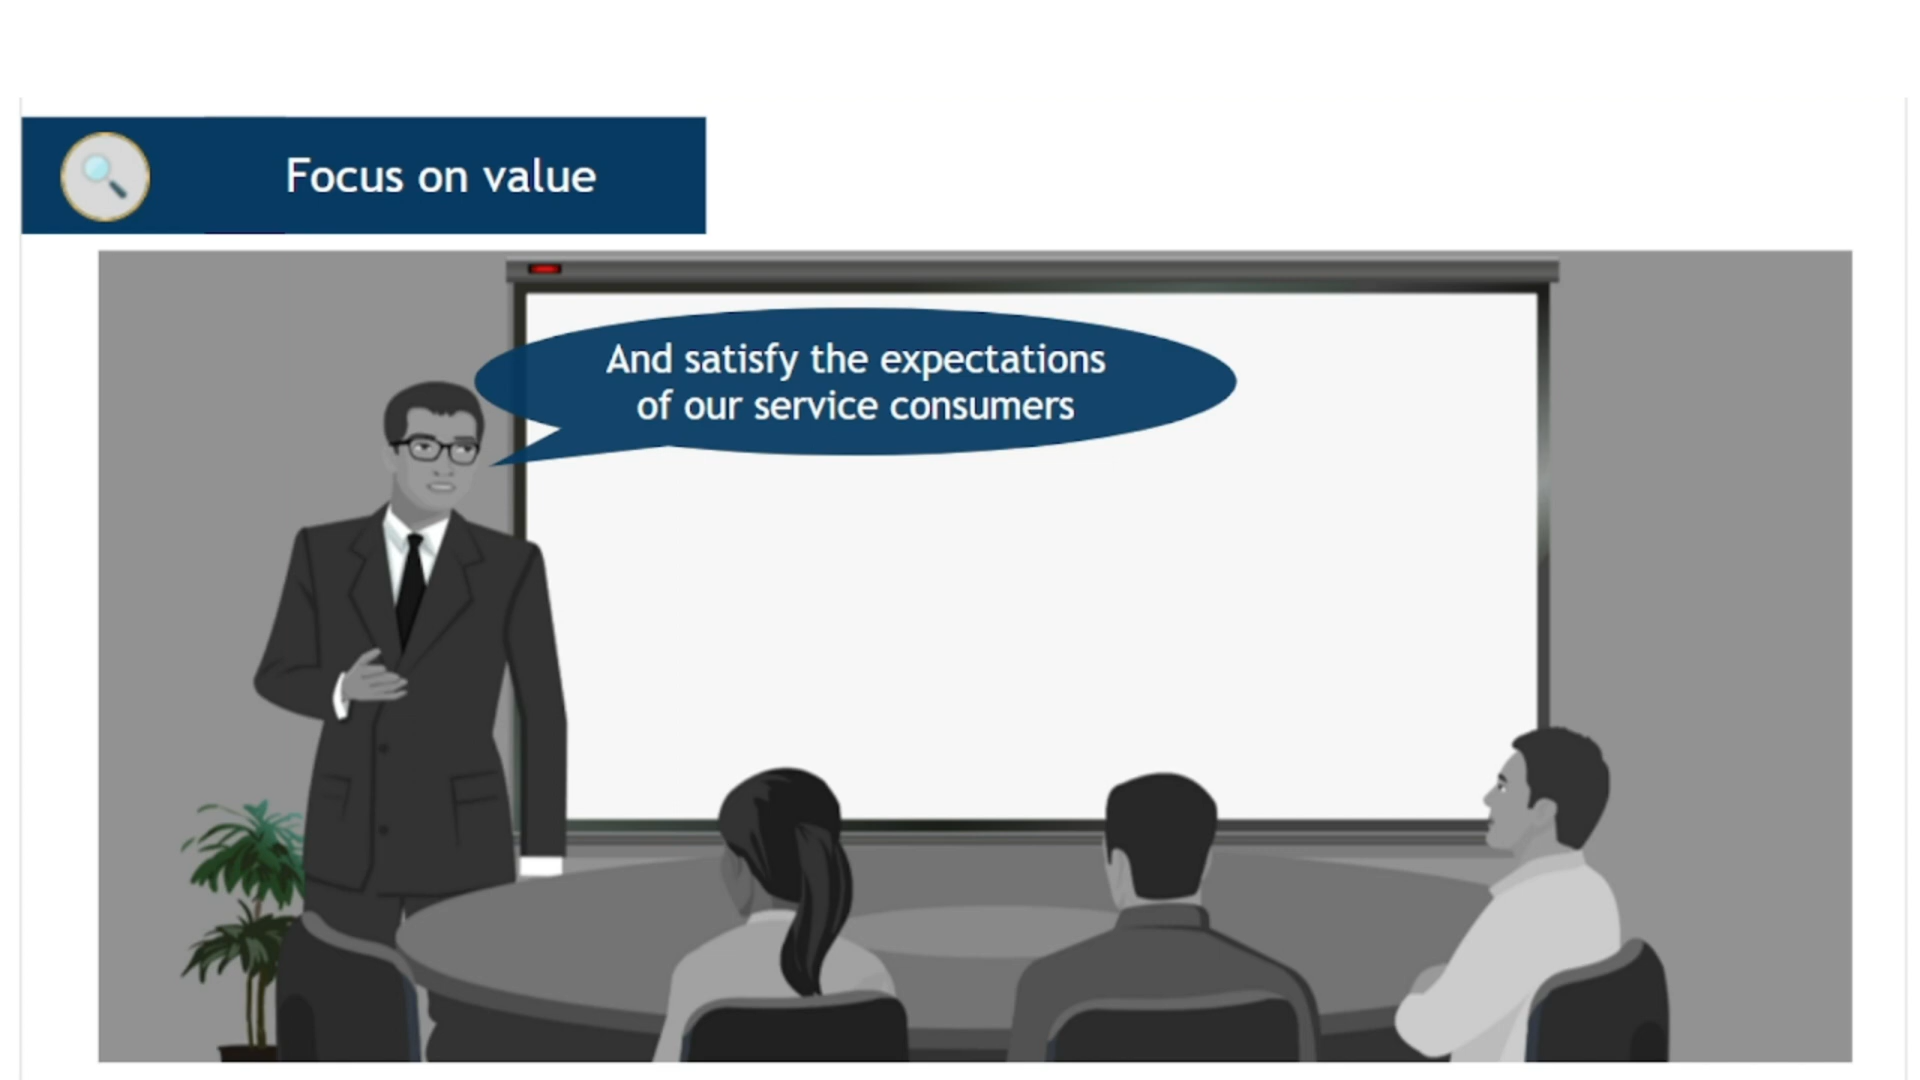 Focus on value
And satisfy the expectations
of our service consumers